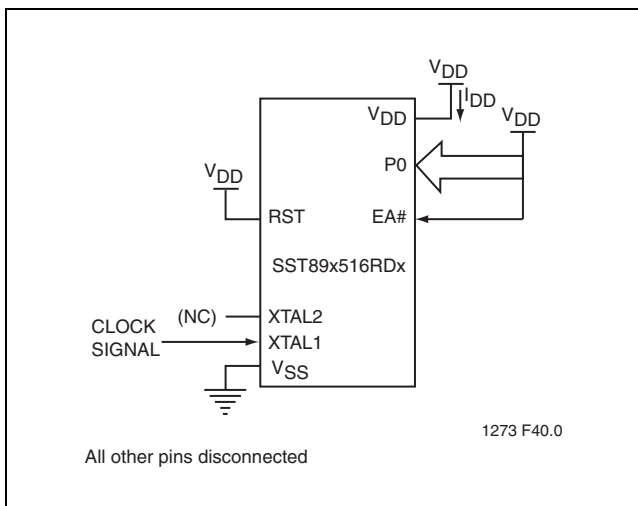 VDD
IDD
VDD
VDD
P0
VDD
RST
EA#
SST89x516RDx
(NC)
XTAL2
CLOCK
SIGNAL
XTAL1
VSS
1273 F40.0
All other pins disconnected